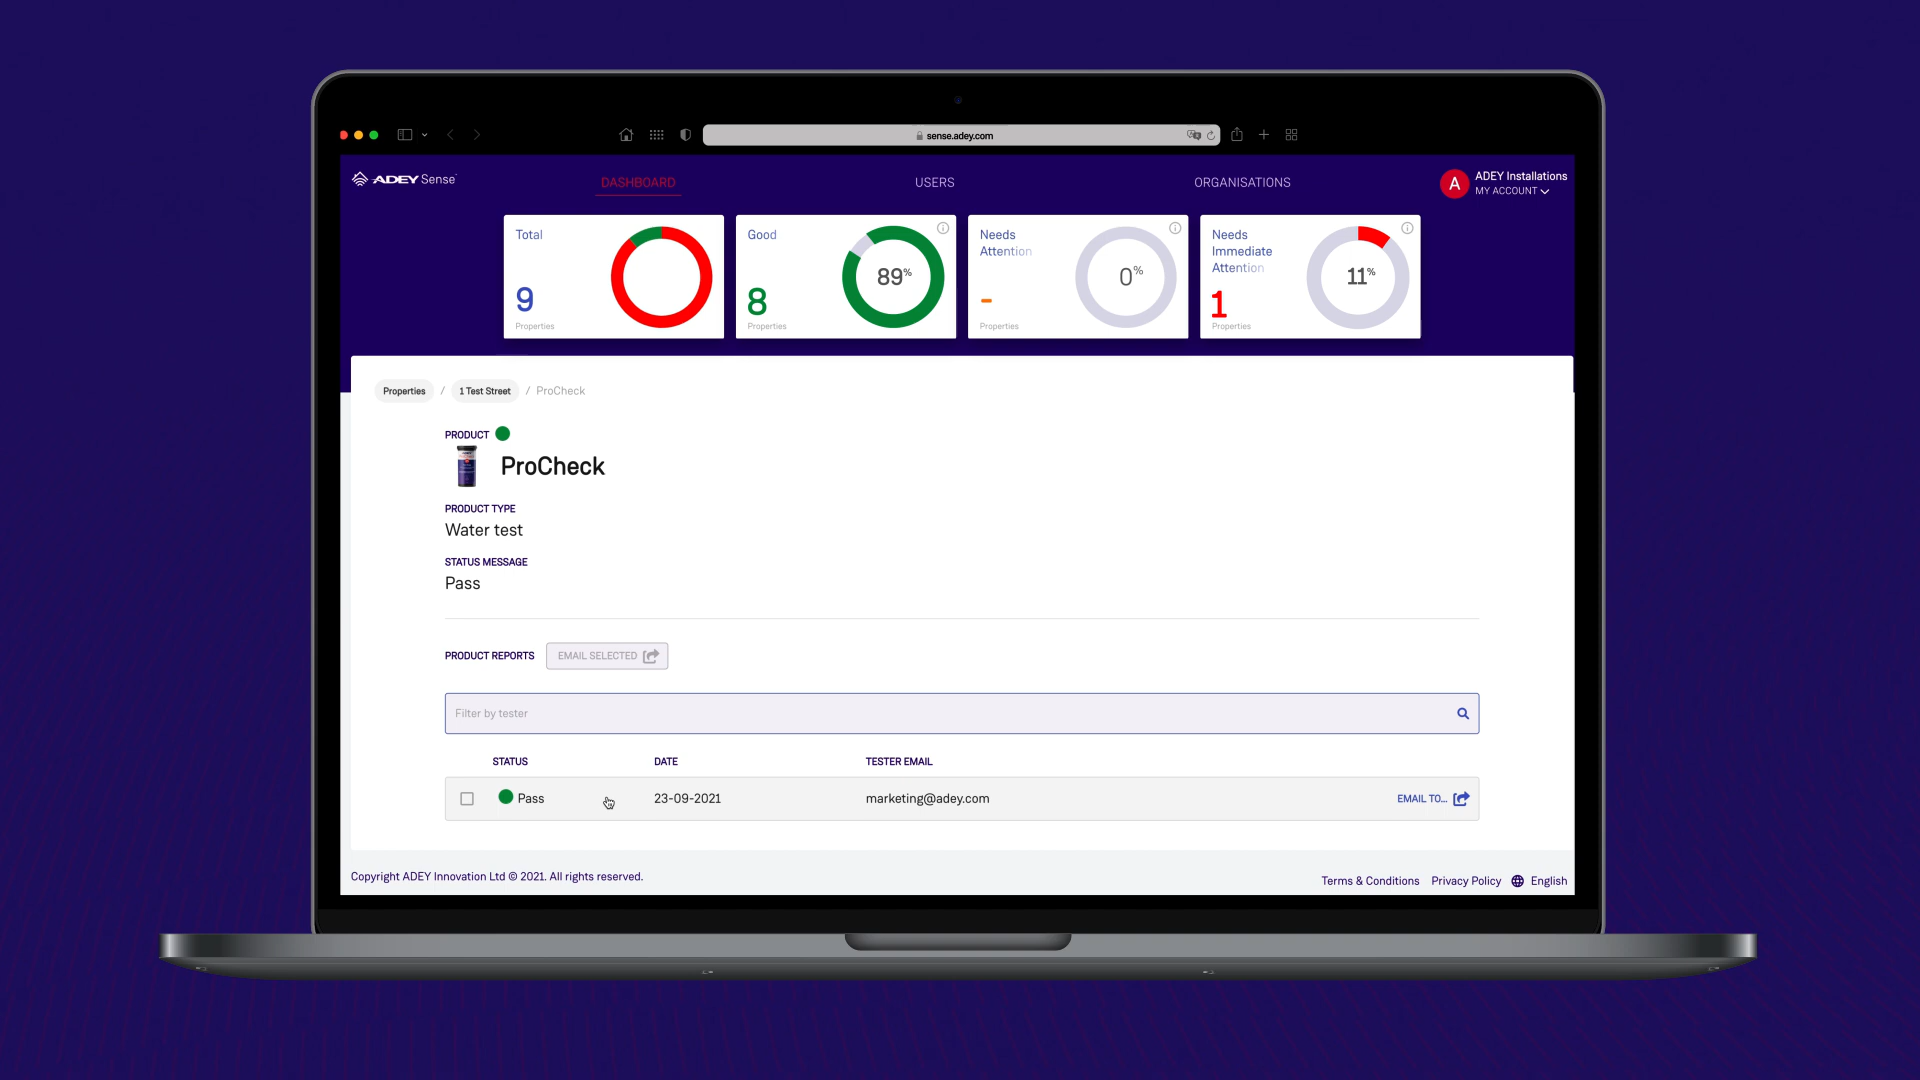 sense.adey.com
ADEY Sense
DASHBOARD
USERS
ORGANISATIONS
A
ADEY Installations
MY ACCOUNT
Total
9
Properties
Good
8
Properties
89%
Needs
Attention
-
Properties
0%
Needs
Immediate
Attention
1
Properties
11%
Properties / 1 Test Street / ProCheck
PRODUCT
ProCheck
PRODUCT TYPE
Water test
STATUS MESSAGE
Pass
PRODUCT REPORTS
EMAIL SELECTED
Filter by tester
STATUS DATE TESTER EMAIL
Pass 23-09-2021 marketing@adey.com EMAIL TO...
Copyright ADEY Innovation Ltd © 2021. All rights reserved.
Terms & Conditions Privacy Policy English